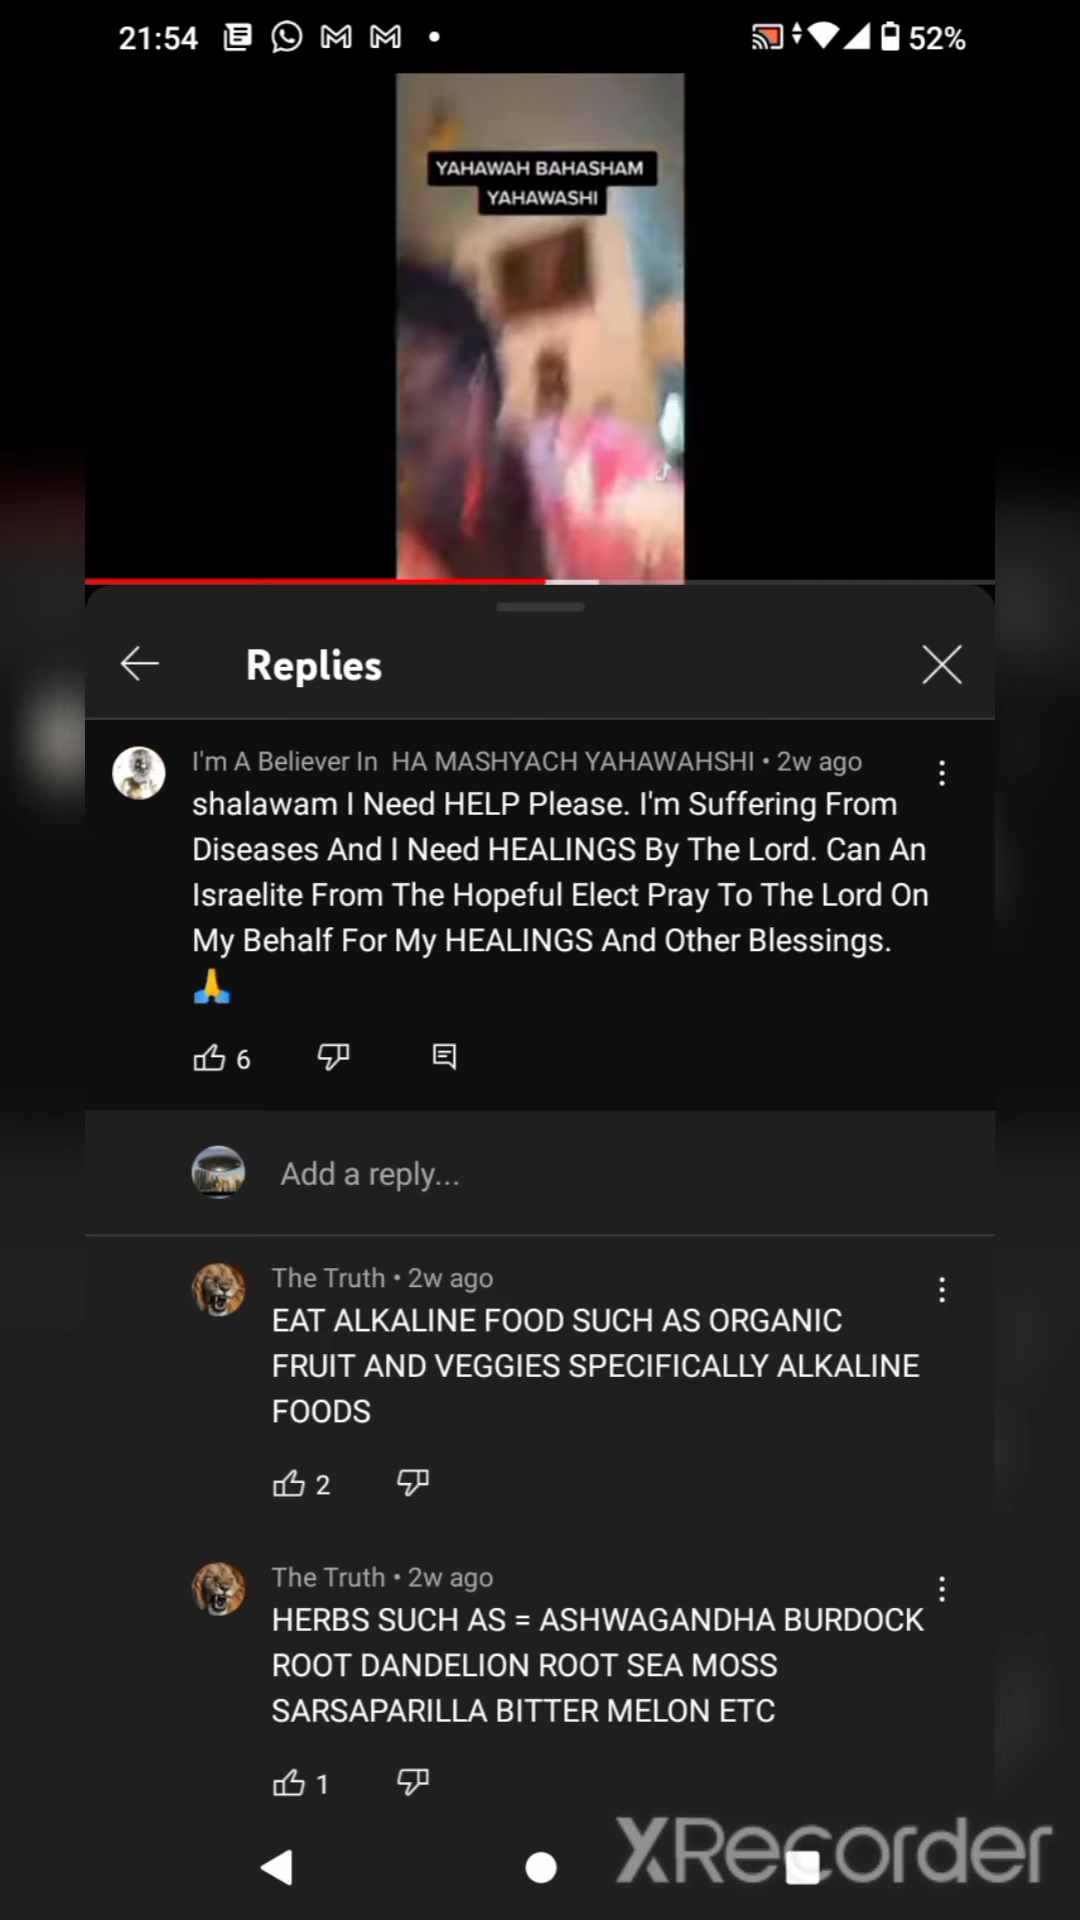 21:54
52%
YAHAWAH BAHASHAM
YAHAWASHI
Replies
I'm A Believer In HA MASHYACH YAHAWAHSHI • 2w ago
shalawam I Need HELP Please. I'm Suffering From
Diseases And I Need HEALINGS By The Lord. Can An
Israelite From The Hopeful Elect Pray To The Lord On
My Behalf For My HEALINGS And Other Blessings.
🙏
6
Add a reply...
The Truth • 2w ago
EAT ALKALINE FOOD SUCH AS ORGANIC
FRUIT AND VEGGIES SPECIFICALLY ALKALINE
FOODS
2
The Truth • 2w ago
HERBS SUCH AS = ASHWAGANDHA BURDOCK
ROOT DANDELION ROOT SEA MOSS
SARSAPARILLA BITTER MELON ETC
1
XRecorder